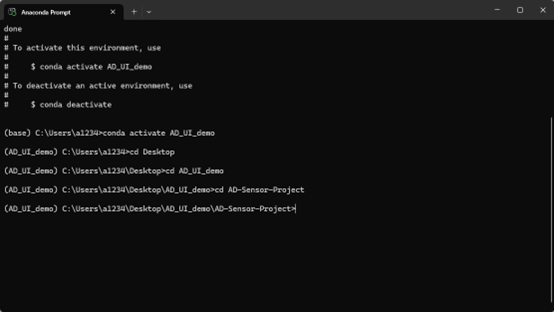 Anaconda Prompt
done
#
# To activate this environment, use
#
#     $ conda activate AD_UI_demo
#
# To deactivate an active environment, use
#
#     $ conda deactivate
(base) C:\Users\a1234>conda activate AD_UI_demo
(AD_UI_demo) C:\Users\a1234>cd Desktop
(AD_UI_demo) C:\Users\a1234\Desktop>cd AD_UI_demo
(AD_UI_demo) C:\Users\a1234\Desktop\AD_UI_demo>cd AD-Sensor-Project
(AD_UI_demo) C:\Users\a1234\Desktop\AD_UI_demo\AD-Sensor-Project>